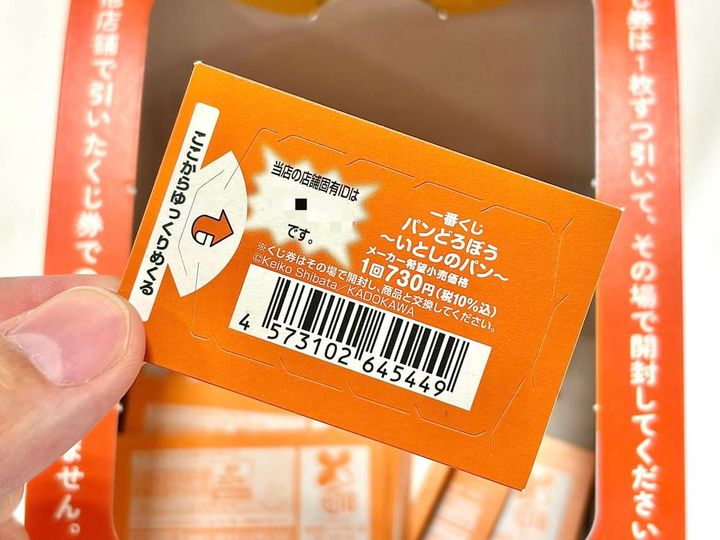 他店舗で引いたくじ券で
ません。
じ券は1枚ずつ引いて、その場で開封してください
ここからゆっくりめくる
当店の店舗固有IDは
です。
一番くじ
パンどろぼう
～いとしのパン～
メーカー希望小売価格
1回730円(税10%込)
※くじ券はその場で開封し、商品と交換してください。
©Keiko Shibata/KADOKAWA
4 573102 645449